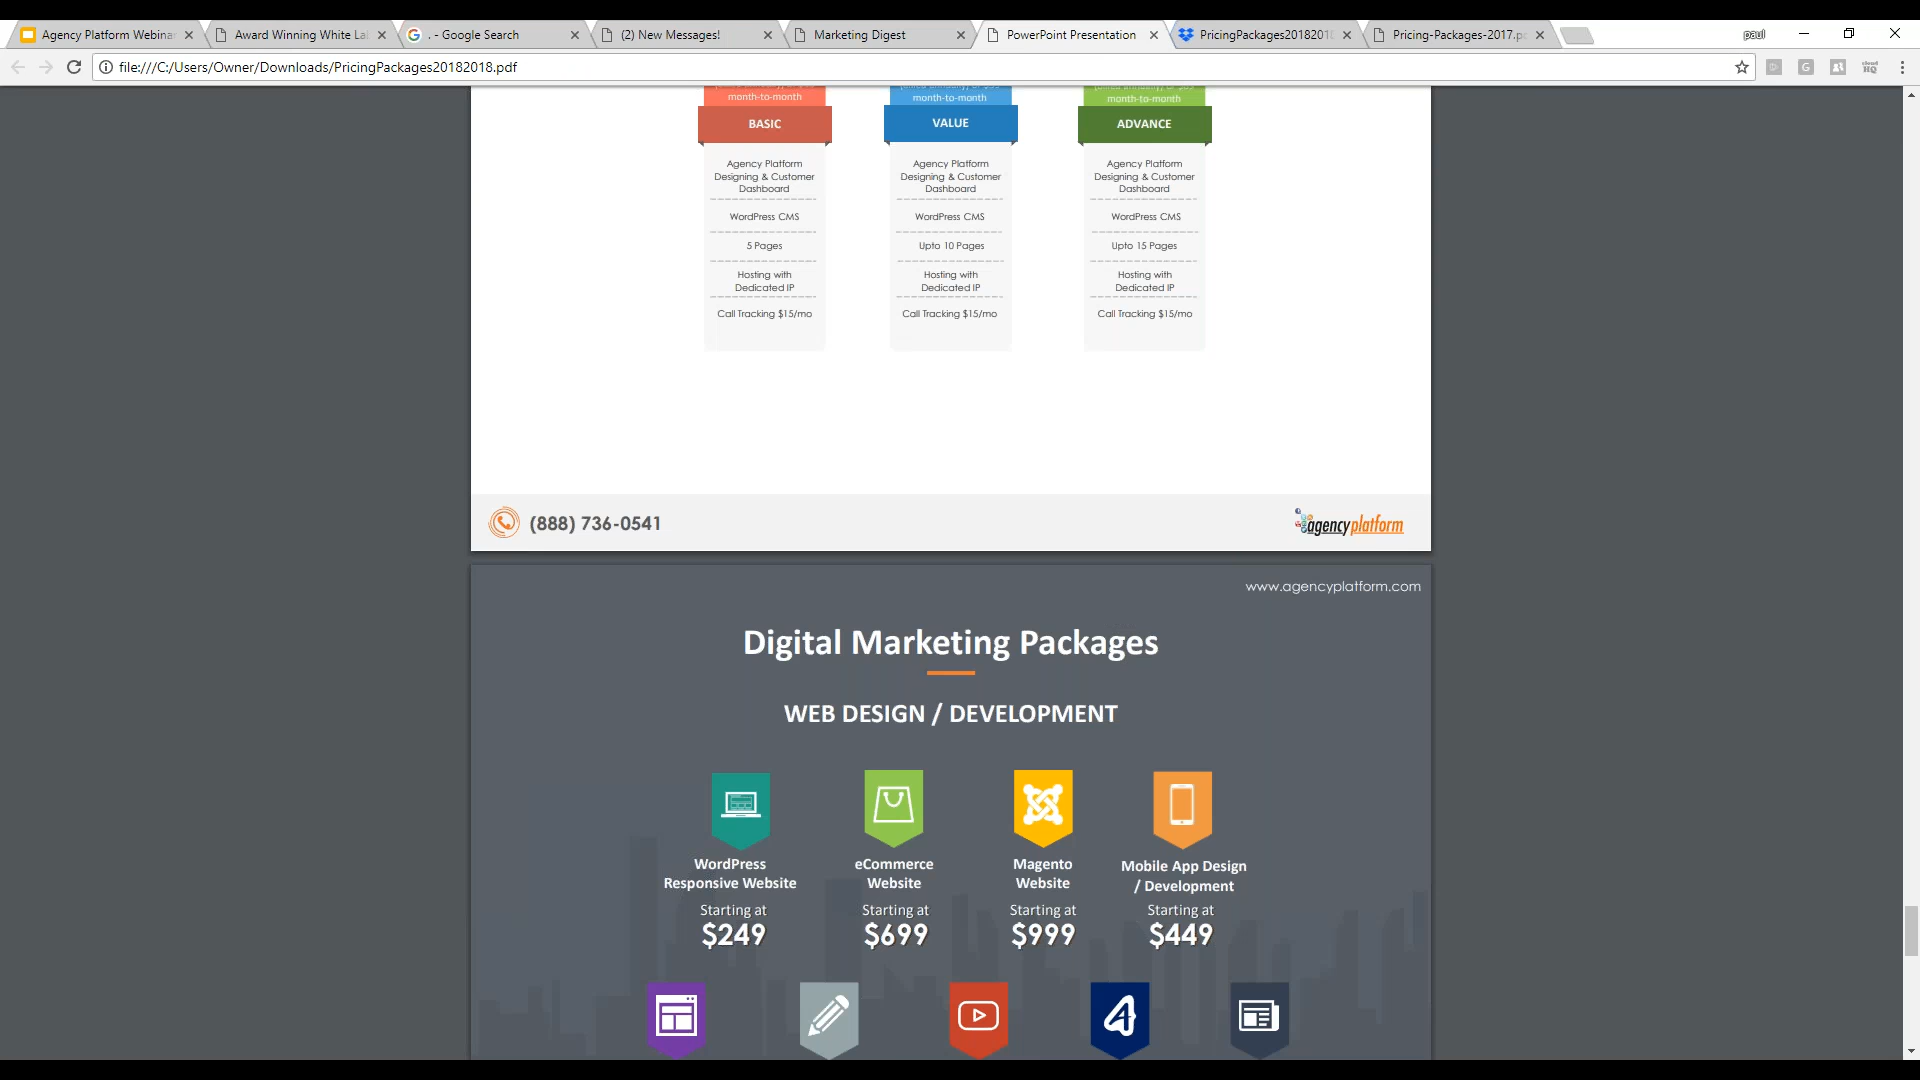 Agency Platform Webina
Award Winning White La
. - Google Search
(2) New Messages!
Marketing Digest
PowerPoint Presentation
PricingPackages2018201
Pricing-Packages-2017.p
paul
file:///C:/Users/Owner/Downloads/PricingPackages20182018.pdf
month-to-month
month-to-month
month-to-month
BASIC
VALUE
ADVANCE
Agency Platform
Designing & Customer
Dashboard
WordPress CMS
5 Pages
Hosting with
Dedicated IP
Call Tracking $15/mo
Agency Platform
Designing & Customer
Dashboard
WordPress CMS
Upto 10 Pages
Hosting with
Dedicated IP
Call Tracking $15/mo
Agency Platform
Designing & Customer
Dashboard
WordPress CMS
Upto 15 Pages
Hosting with
Dedicated IP
Call Tracking $15/mo
(888) 736-0541
agencyplatform
www.agencyplatform.com
Digital Marketing Packages
WEB DESIGN / DEVELOPMENT
WordPress
Responsive Website
Starting at
$249
eCommerce
Website
Starting at
$699
Magento
Website
Starting at
$999
Mobile App Design
/ Development
Starting at
$449